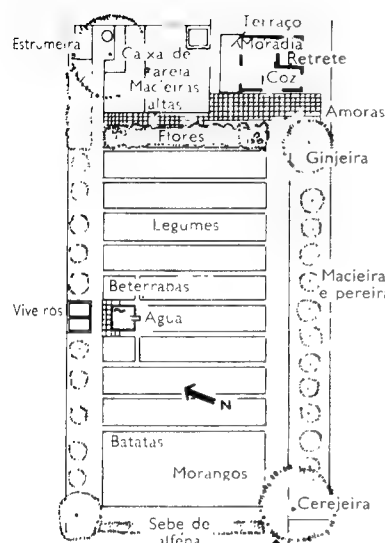 Terraço
Estrumeira
Caixa de
areia
Macieiras
altas
Moradia
Retrete
Coz
Amoras
Flores
Ginjeira
Legumes
Beterrabas
Macieira
e pereira
Viveiros
Agua
N
Batatas
Morangos
Cerejeira
Sebe de
alfena